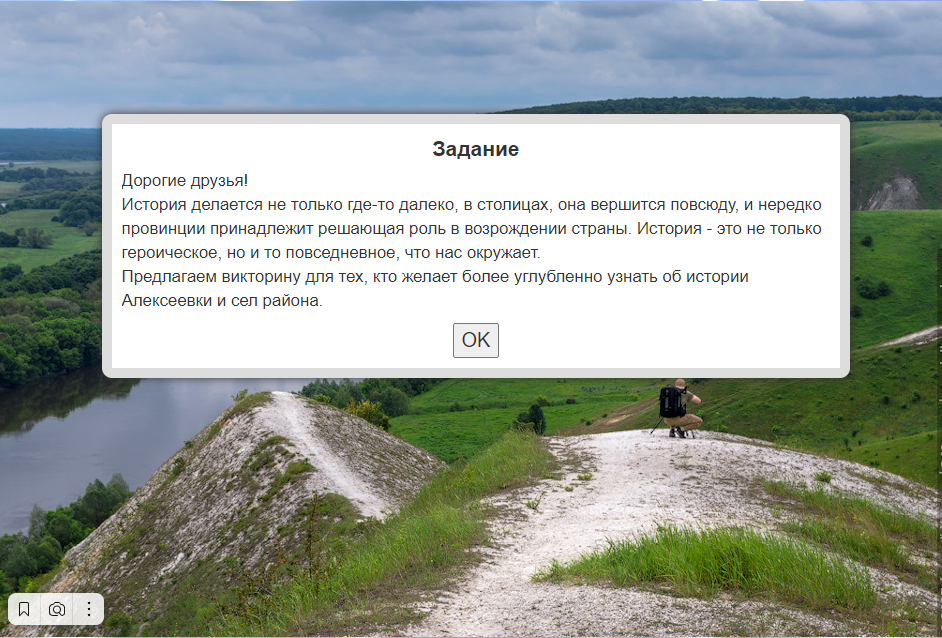 Задание
Дорогие друзья!
История делается не только где-то далеко, в столицах, она вершится повсюду, и нередко
провинции принадлежит решающая роль в возрождении страны. История - это не только
героическое, но и то повседневное, что нас окружает.
Предлагаем викторину для тех, кто желает более углубленно узнать об истории
Алексеевки и сел района.
OK